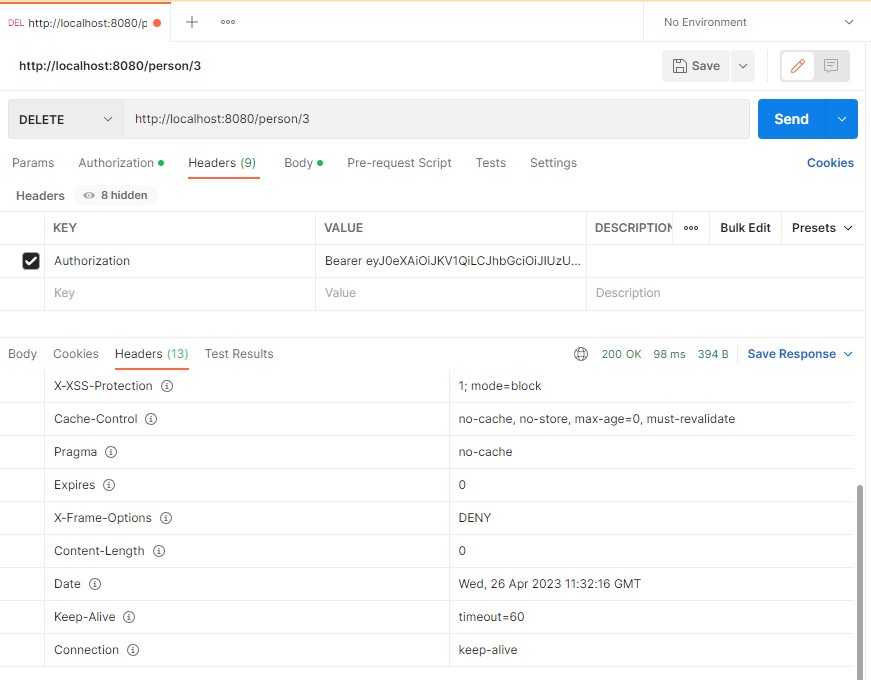 DEL http://localhost:8080/p
No Environment
http://localhost:8080/person/3
Save
DELETE http://localhost:8080/person/3 Send
Params Authorization Headers (9) Body Pre-request Script Tests Settings Cookies
Headers 8 hidden
KEY VALUE DESCRIPTION Bulk Edit Presets
Authorization Bearer eyJ0eXAiOiJKV1QiLCJhbGciOiJIUzU...
Key Value Description
Body Cookies Headers (13) Test Results 200 OK 98 ms 394 B Save Response
X-XSS-Protection 1; mode=block
Cache-Control no-cache, no-store, max-age=0, must-revalidate
Pragma no-cache
Expires 0
X-Frame-Options DENY
Content-Length 0
Date Wed, 26 Apr 2023 11:32:16 GMT
Keep-Alive timeout=60
Connection keep-alive